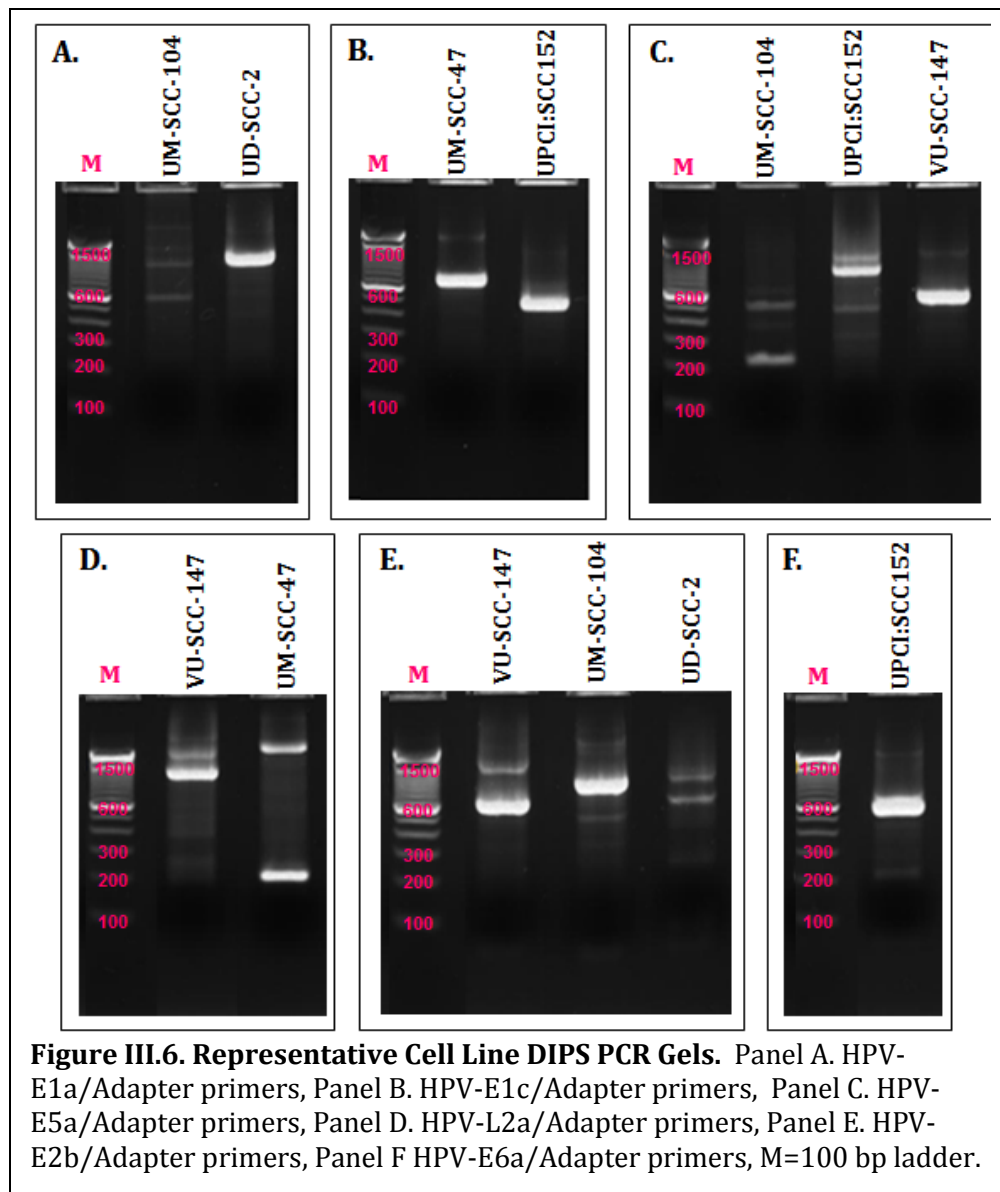 A.
UM-SCC-104
UD-SCC-2
M
1500
600
300
200
100
B.
UM-SCC-47
UPCI:SCC152
M
1500
600
300
200
100
C.
UM-SCC-104
UPCI:SCC152
VU-SCC-147
M
1500
600
300
200
100
D.
VU-SCC-147
UM-SCC-47
M
1500
600
300
200
100
E.
VU-SCC-147
UM-SCC-104
UD-SCC-2
M
1500
600
300
200
100
F.
UPCI:SCC152
M
1500
600
300
200
100
Figure III.6. Representative Cell Line DIPS PCR Gels. Panel A. HPV-
E1a/Adapter primers, Panel B. HPV-E1c/Adapter primers, Panel C. HPV-
E5a/Adapter primers, Panel D. HPV-L2a/Adapter primers, Panel E. HPV-
E2b/Adapter primers, Panel F HPV-E6a/Adapter primers, M=100 bp ladder.